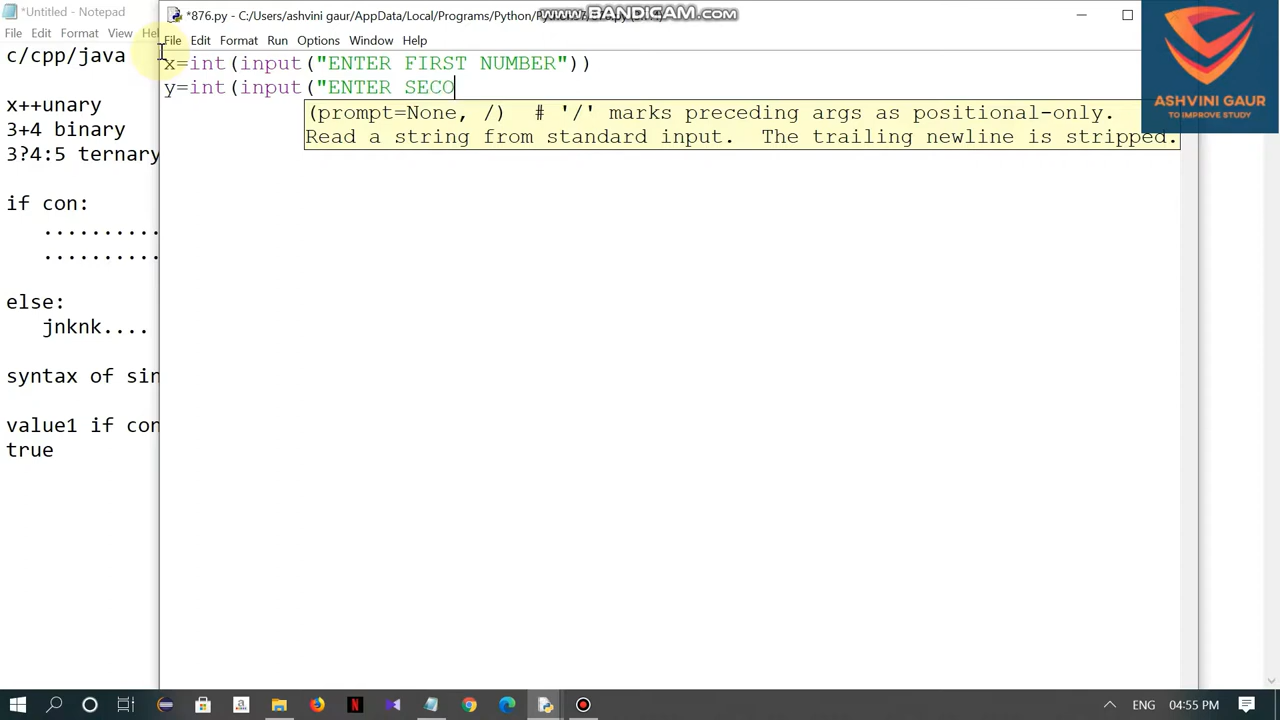 *Untitled - Notepad
File Edit Format View Hel
c/cpp/java
x++unary
3+4 binary
3?4:5 ternary
if con:
..........
..........
else:
jnknk....
syntax of sin
value1 if con
true
*876.py - C:/Users/ashvini gaur/AppData/Local/Programs/Python/
www.BANDICAM.com
File Edit Format Run Options Window Help
x=int(input("ENTER FIRST NUMBER"))
y=int(input("ENTER SECO
(prompt=None, /) # '/' marks preceding args as positional-only.
Read a string from standard input. The trailing newline is stripped.
ASHVINI GAUR
TO IMPROVE STUDY
ENG 04:55 PM